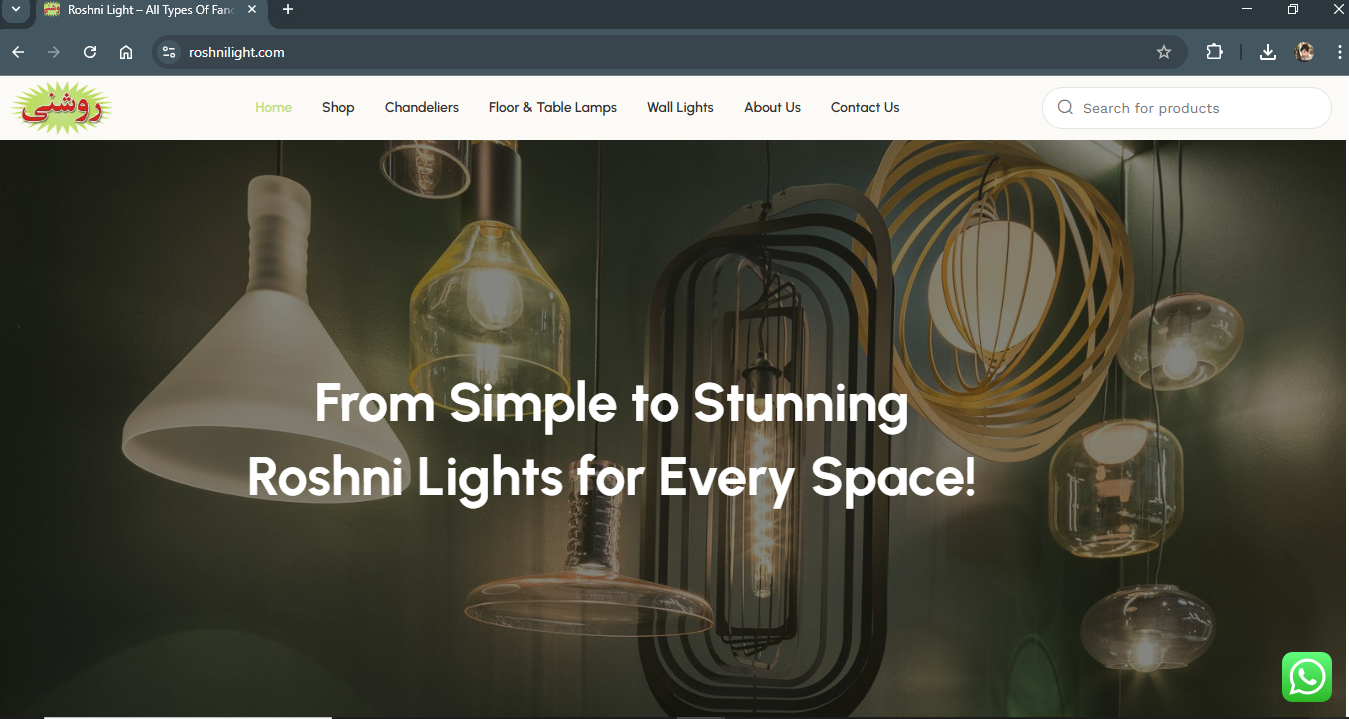 Roshni Light – All Types Of Fanc
roshnilight.com
روشنی
Home Shop Chandeliers Floor & Table Lamps Wall Lights About Us Contact Us
Search for products
From Simple to Stunning
Roshni Lights for Every Space!